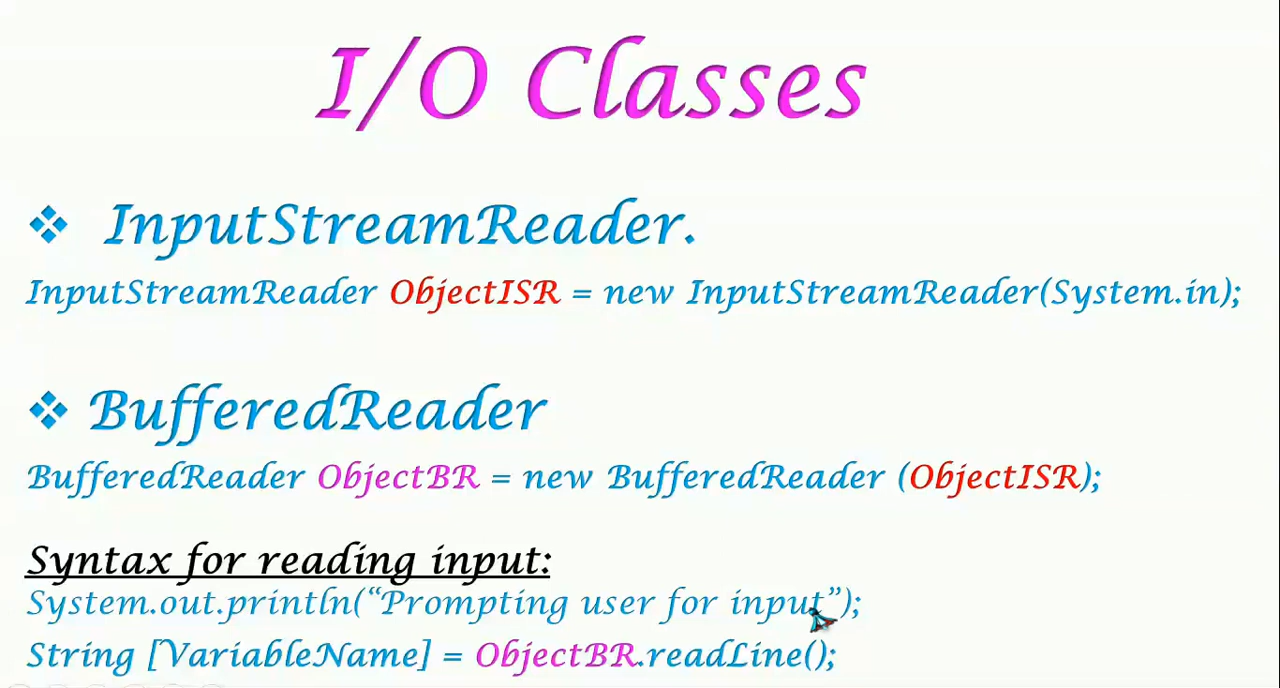 I/O Classes
❖ InputStreamReader.
InputStreamReader ObjectISR = new InputStreamReader(System.in);
❖ BufferedReader
BufferedReader ObjectBR = new BufferedReader (ObjectISR);
Syntax for reading input:
System.out.println(“Prompting user for input”);
String [VariableName] = ObjectBR.readLine();